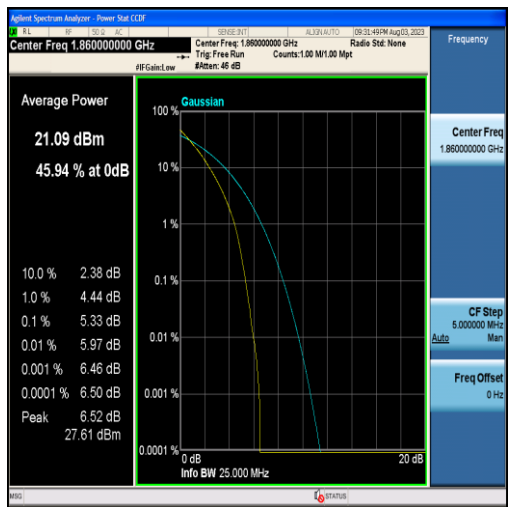 Agilent Spectrum Analyzer - Power Stat CCDF
RL RF 50 Ω AC SENSE:INT ALIGN AUTO 09:31:49 PM Aug 03, 2023
Center Freq 1.860000000 GHz
Center Freq: 1.860000000 GHz Radio Std: None
Trig: Free Run Counts:1.00 M/1.00 Mpt
#IFGain:Low #Atten: 46 dB
Frequency
Average Power
21.09 dBm
45.94 % at 0dB
10.0 % 2.38 dB
1.0 % 4.44 dB
0.1 % 5.33 dB
0.01 % 5.97 dB
0.001 % 6.46 dB
0.0001 % 6.50 dB
Peak 6.52 dB
27.61 dBm
Gaussian
100 %
10 %
1 %
0.1 %
0.01 %
0.001 %
0.0001 %
0 dB 20 dB
Info BW 25.000 MHz
Center Freq
1.860000000 GHz
CF Step
5.000000 MHz
Auto Man
Freq Offset
0 Hz
MSG STATUS